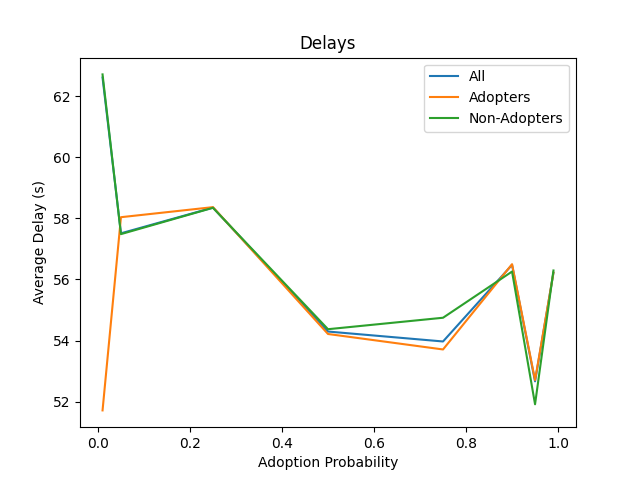 Delays
All
Adopters
Non-Adopters
Average Delay (s)
62
60
58
56
54
52
0.0 0.2 0.4 0.6 0.8 1.0
Adoption Probability